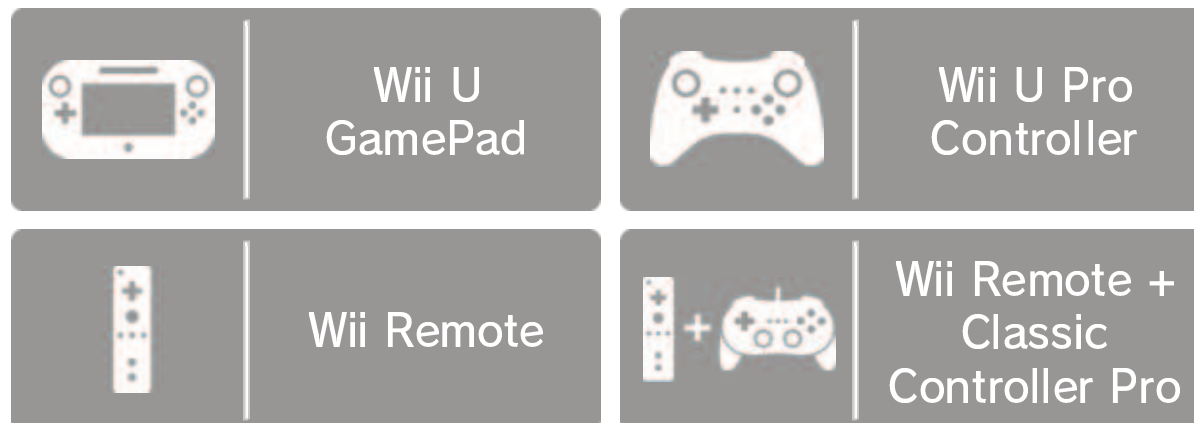 Wii U
GamePad
Wii U Pro
Controller
Wii Remote
Wii Remote +
Classic
Controller Pro